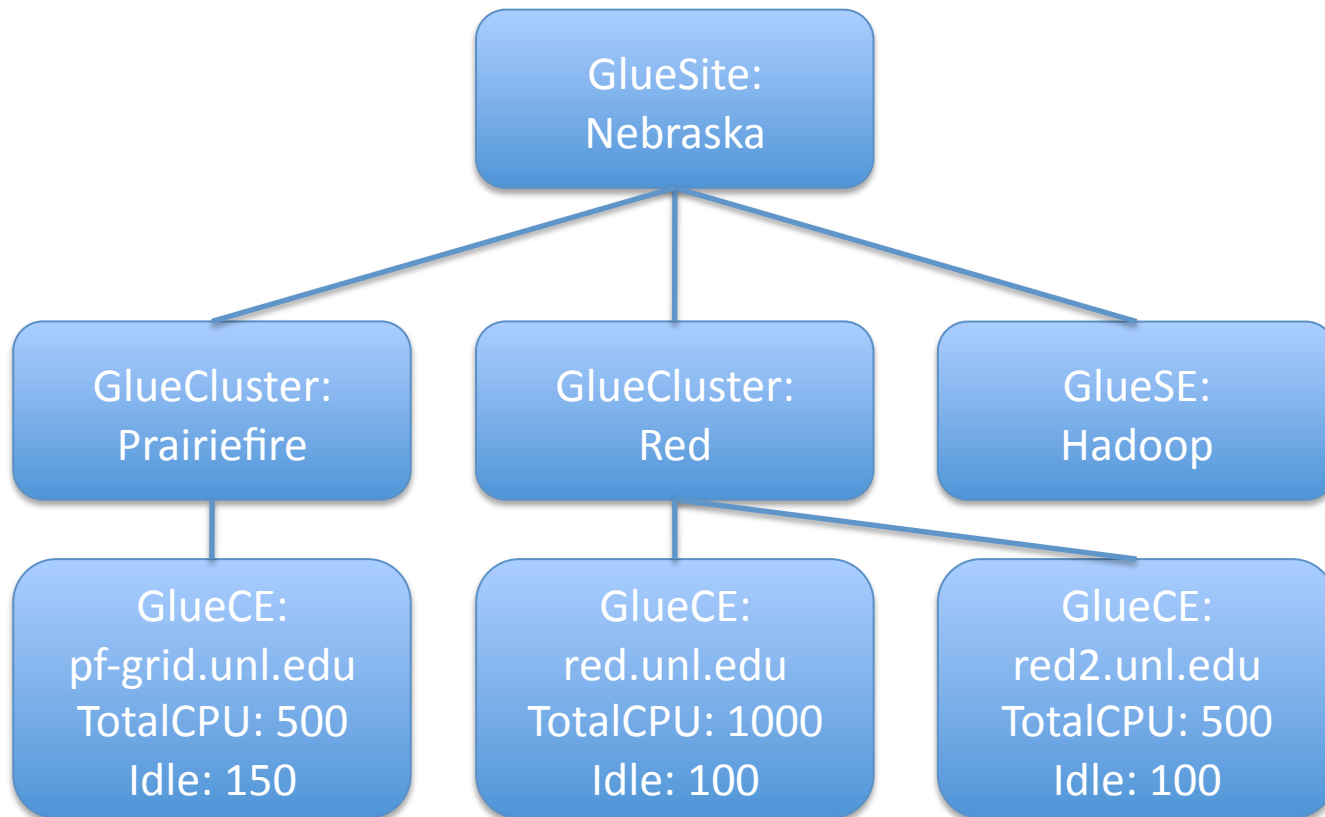 GlueSite:
Nebraska
GlueCluster:
Prairiefire
GlueCluster:
Red
GlueSE:
Hadoop
GlueCE:
pf-grid.unl.edu
TotalCPU: 500
Idle: 150
GlueCE:
red.unl.edu
TotalCPU: 1000
Idle: 100
GlueCE:
red2.unl.edu
TotalCPU: 500
Idle: 100